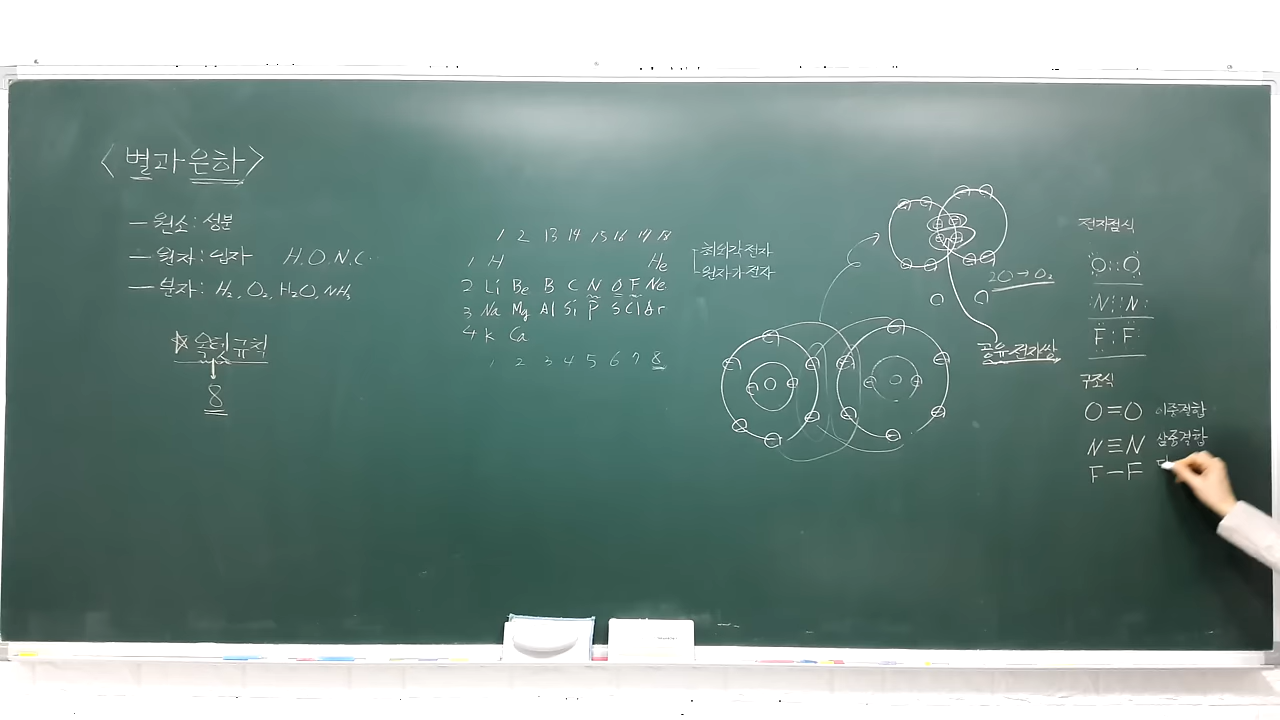 <별과 은하>
- 원소: 성분
- 원자: 입자 H. O. N. C...
- 분자: H₂, O₂, H₂O, NH₃
☆ 옥텟 규칙
8
1 2 13 14 15 16 17 18
1 H He
2 Li Be B C N O F Ne
3 Na Mg Al Si P S Cl Ar
4 K Ca
1 2 3 4 5 6 7 8
최외각 전자
원자가 전자
2O → O₂
공유 전자쌍
전자점식
:O::O:
:N⋮⋮N:
:F:F:
구조식
O=O 이중결합
N≡N 삼중결합
F-F